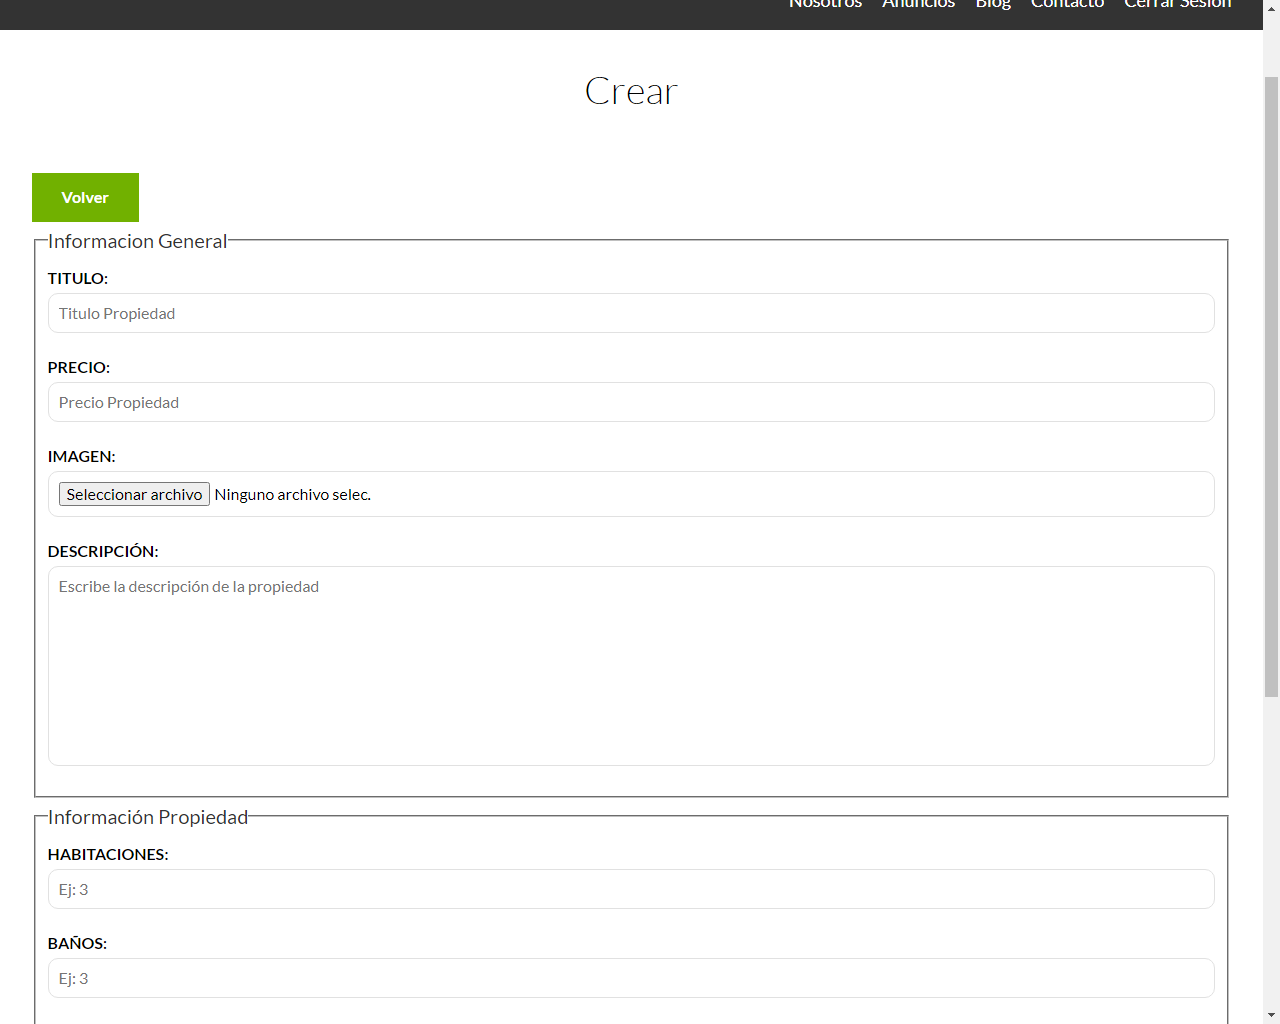 Nosotros Anuncios Blog Contacto Cerrar Sesión
Crear
Volver
Informacion General
TITULO:
Titulo Propiedad
PRECIO:
Precio Propiedad
IMAGEN:
Seleccionar archivo Ninguno archivo selec.
DESCRIPCIÓN:
Escribe la descripción de la propiedad
Información Propiedad
HABITACIONES:
Ej: 3
BAÑOS:
Ej: 3